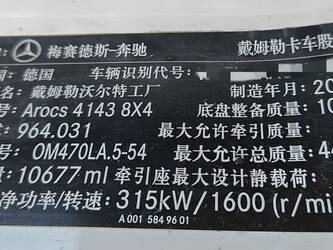 梅赛德斯-奔驰 戴姆勒卡车股
德国 车辆识别代号:
戴姆勒沃尔特工厂 制造年月 20
Arocs 4143 8X4 底盘整备质量 10
964.031 最大允许牵引质量
OM470LA.5-54 最大允许总质量: 4
10677 ml 牵引座最大设计静载荷:
净功率/转速: 315kW/1600 (r/mi
A 001 584 96 01